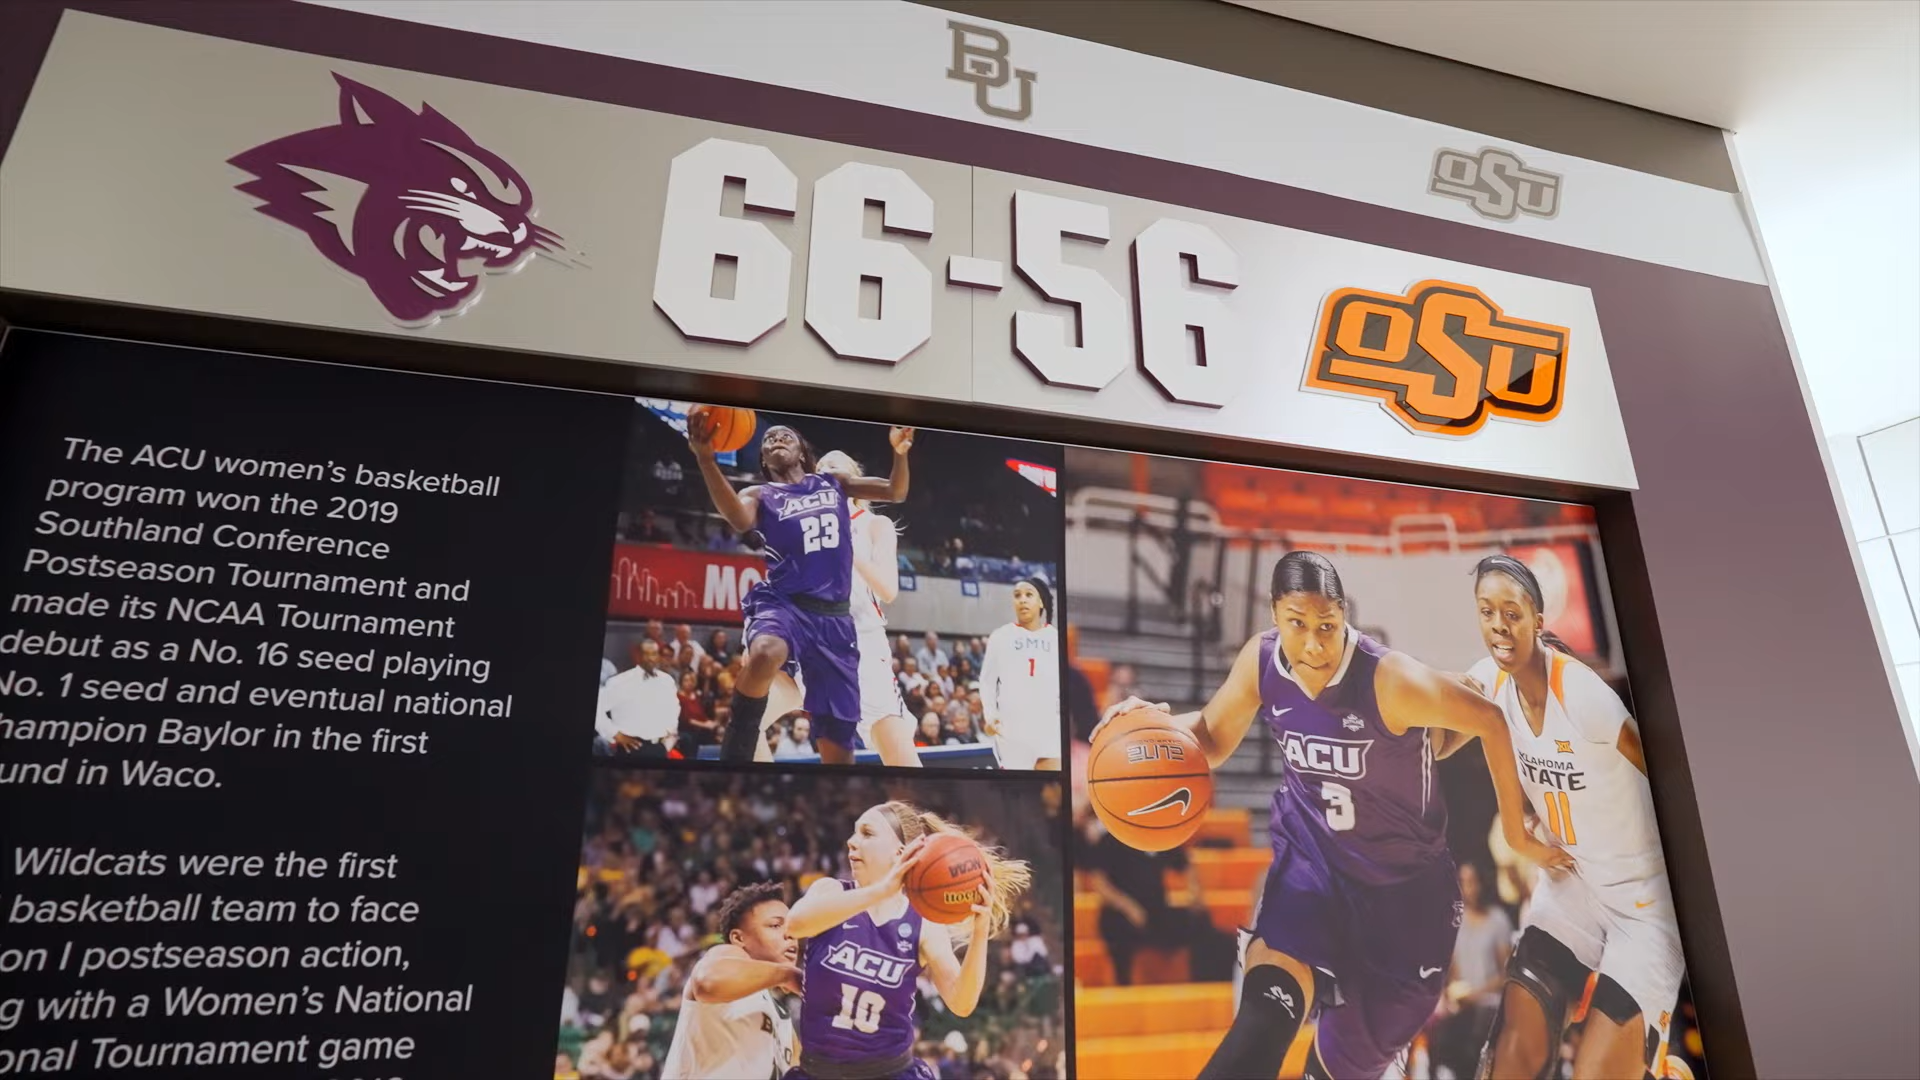 BU
OSU
66-56
OSU
The ACU women's basketball
program won the 2019
Southland Conference
Postseason Tournament and
made its NCAA Tournament
debut as a No. 16 seed playing
No. 1 seed and eventual national
hampion Baylor in the first
und in Waco.
Wildcats were the first
basketball team to face
on I postseason action,
g with a Women's National
onal Tournament game
ACU
23
MO
SMU
1
ACU
10
NCAA
ELITE
ACU
3
OKLAHOMA
STATE
11